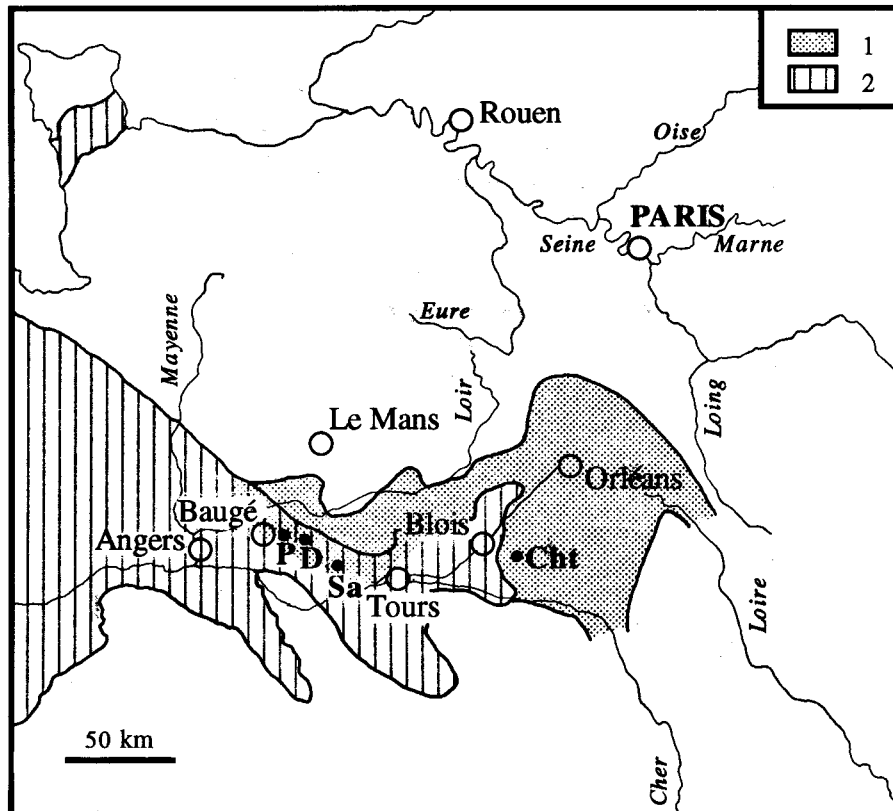 1
2
Rouen
Oise
PARIS
Seine
Marne
Mayenne
Eure
Loir
Loing
Le Mans
Orléans
Baugé
Blois
Angers
P
D
Cht
Sa
Tours
Loire
50 km
Cher